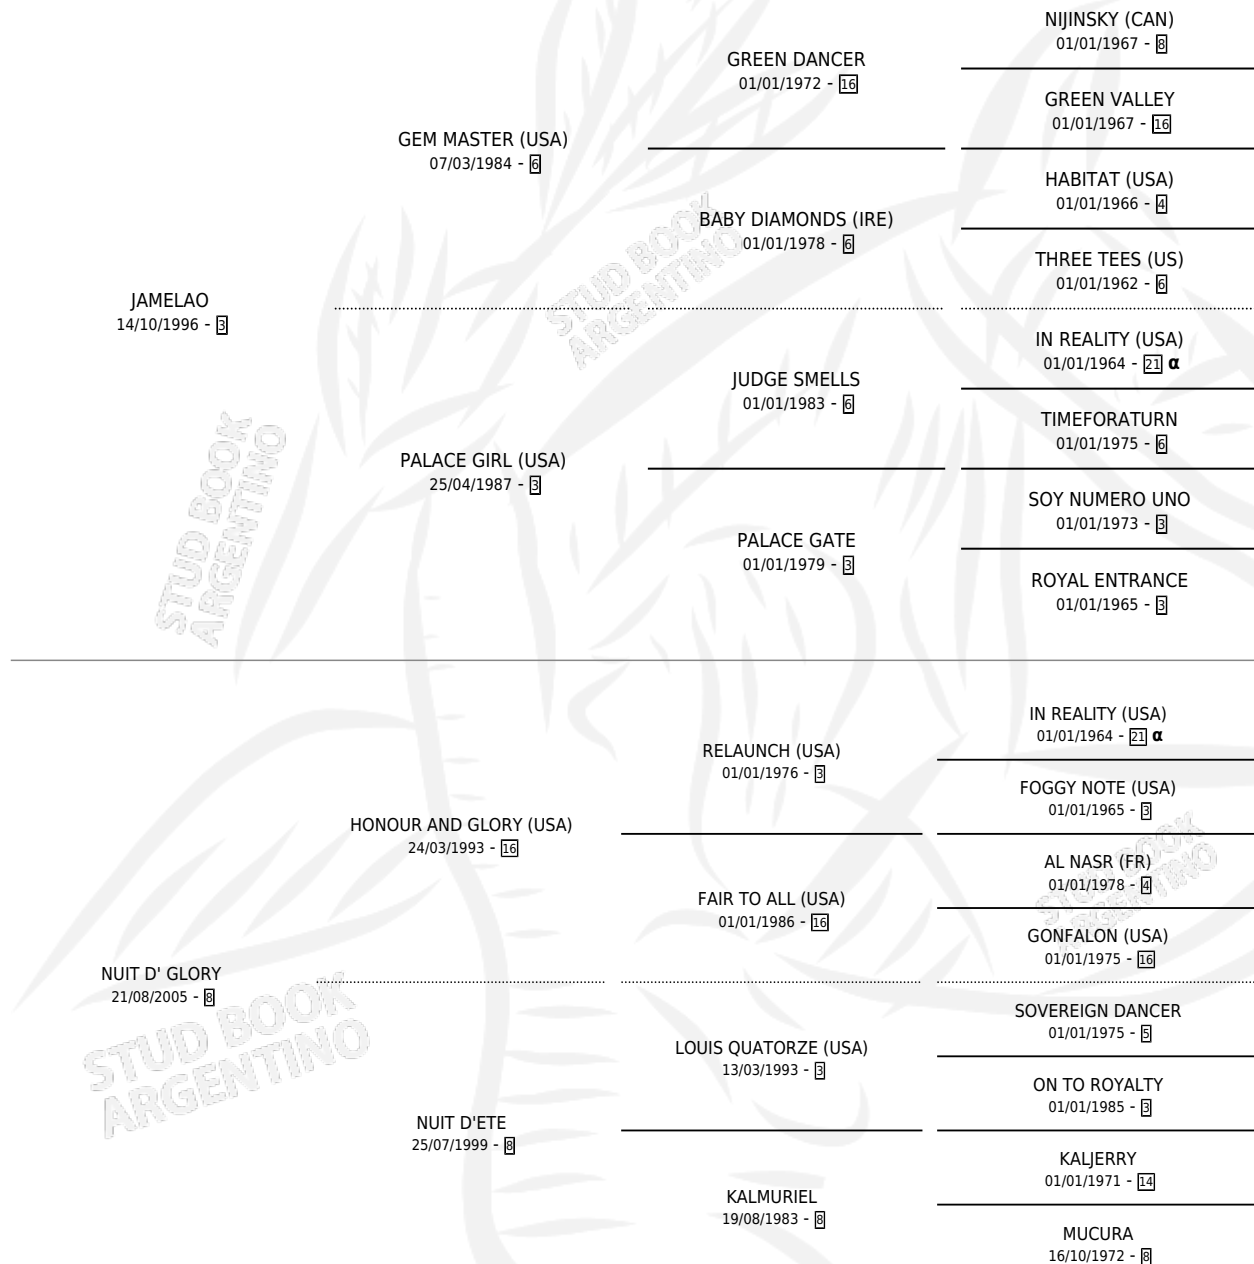 JAMELAO
14/10/1996 - 3
GEM MASTER (USA)
07/03/1984 - 6
GREEN DANCER
01/01/1972 - 16
NIJINSKY (CAN)
01/01/1967 - 8
GREEN VALLEY
01/01/1967 - 16
BABY DIAMONDS (IRE)
01/01/1978 - 6
HABITAT (USA)
01/01/1966 - 4
THREE TEES (US)
01/01/1962 - 6
PALACE GIRL (USA)
25/04/1987 - 3
JUDGE SMELLS
01/01/1983 - 6
IN REALITY (USA)
01/01/1964 - 21 α
TIMEFORATURN
01/01/1975 - 6
PALACE GATE
01/01/1979 - 3
SOY NUMERO UNO
01/01/1973 - 3
ROYAL ENTRANCE
01/01/1965 - 3
STUD BOOK
ARGENTINO
STUD BOOK
ARGENTINO
NUIT D' GLORY
21/08/2005 - 8
HONOUR AND GLORY (USA)
24/03/1993 - 16
RELAUNCH (USA)
01/01/1976 - 3
IN REALITY (USA)
01/01/1964 - 21 α
FOGGY NOTE (USA)
01/01/1965 - 3
FAIR TO ALL (USA)
01/01/1986 - 16
AL NASR (FR)
01/01/1978 - 4
GONFALON (USA)
01/01/1975 - 16
NUIT D'ETE
25/07/1999 - 8
LOUIS QUATORZE (USA)
13/03/1993 - 3
SOVEREIGN DANCER
01/01/1975 - 5
ON TO ROYALTY
01/01/1985 - 3
KALMURIEL
19/08/1983 - 8
KALJERRY
01/01/1971 - 14
MUCURA
16/10/1972 - 8
STUD BOOK
ARGENTINO
STUD BOOK
ARGENTINO